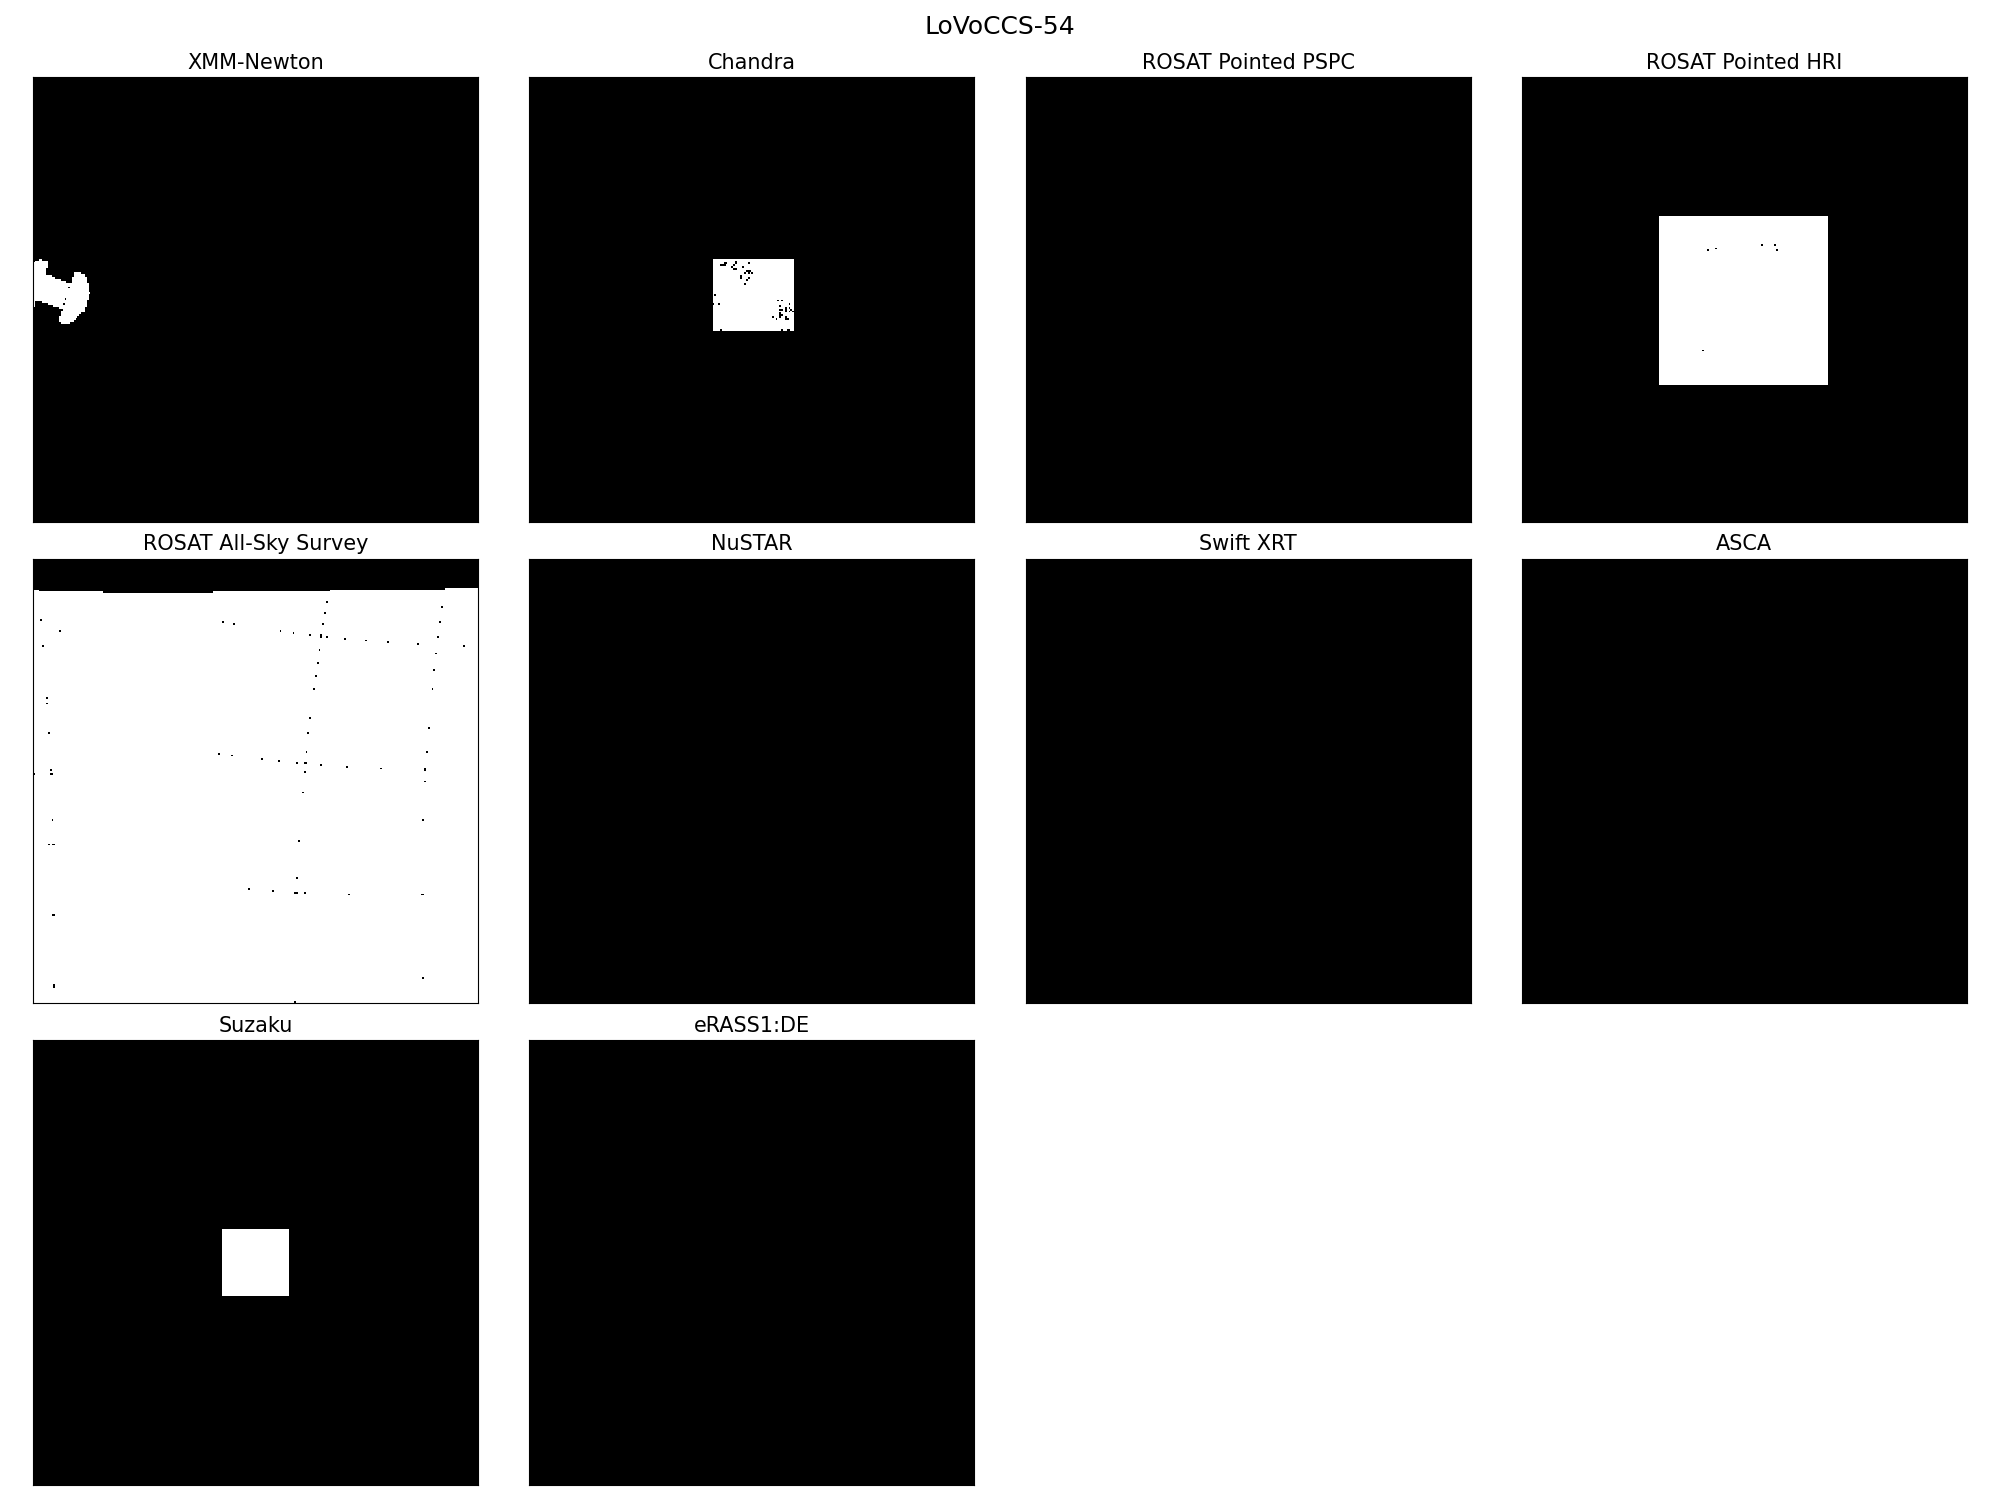 LoVoCCS-54
XMM-Newton
Chandra
ROSAT Pointed PSPC
ROSAT Pointed HRI
ROSAT All-Sky Survey
NuSTAR
Swift XRT
ASCA
Suzaku
eRASS1:DE